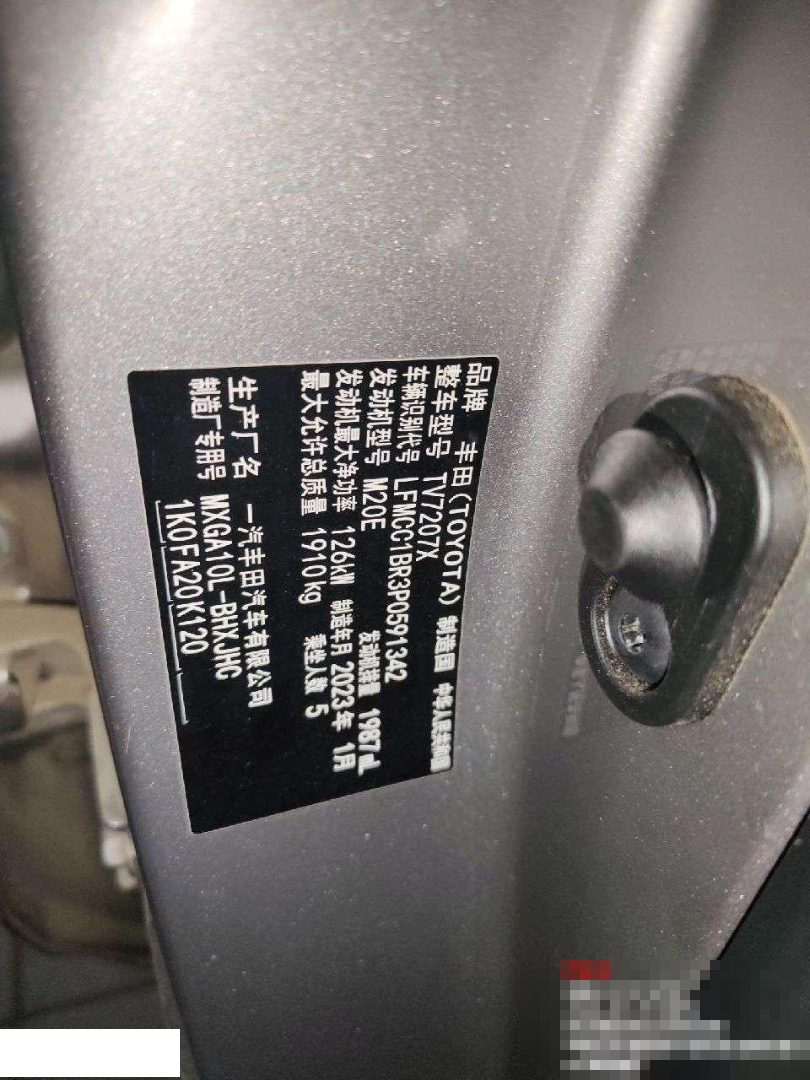 品牌 丰田(TOYOTA) 制造国 中华人民共和国
整车型号 TV7207X
车辆识别代号 LFMCC1BR3P0591342
发动机型号 M20E 发动机排量 1987mL
发动机最大净功率 126kW 制造年月 2023年 1月
最大允许总质量 1910kg 乘坐人数 5
生产厂名 一汽丰田汽车有限公司
制造厂专用号 MXGA10L-BHXJHC
1K0FA20K120